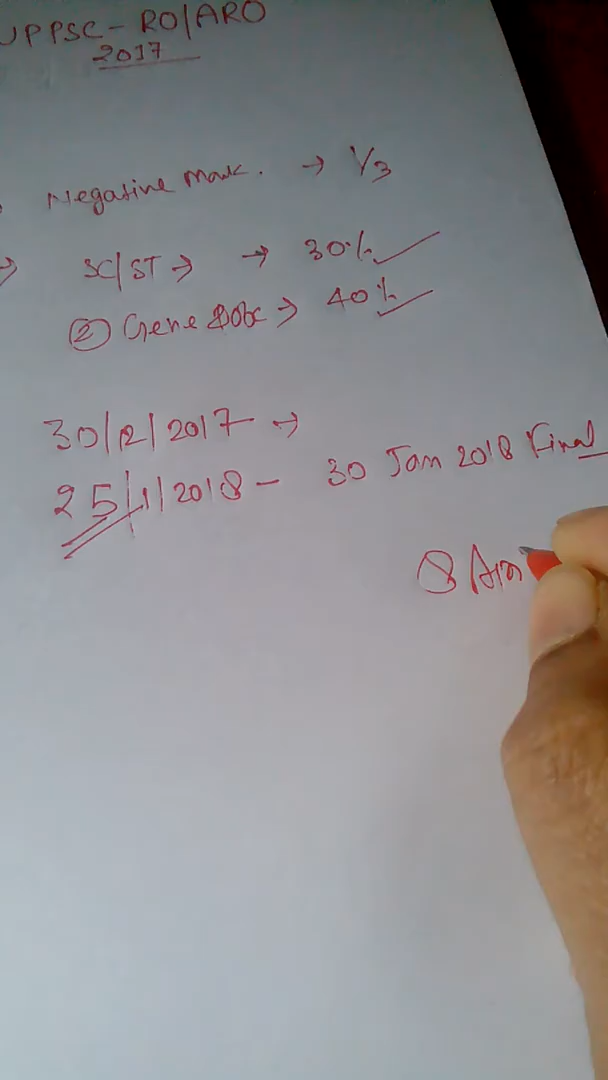 UPPSC - RO/ARO
2017
Negative Mark. → 1/3
→ SC/ST → → 30%
② Gene &Obc → 40%
30/12/2017 →
25/1/2018 - 30 Jan 2018 Final
8